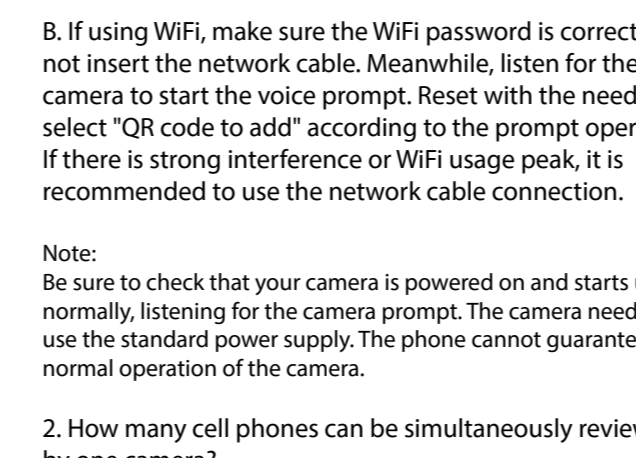 B. If using WiFi, make sure the WiFi password is correct
not insert the network cable. Meanwhile, listen for the
camera to start the voice prompt. Reset with the need
select "QR code to add" according to the prompt oper
If there is strong interference or WiFi usage peak, it is
recommended to use the network cable connection.
Note:
Be sure to check that your camera is powered on and starts
normally, listening for the camera prompt. The camera need
use the standard power supply. The phone cannot guarante
normal operation of the camera.
2. How many cell phones can be simultaneously review
by one camera?